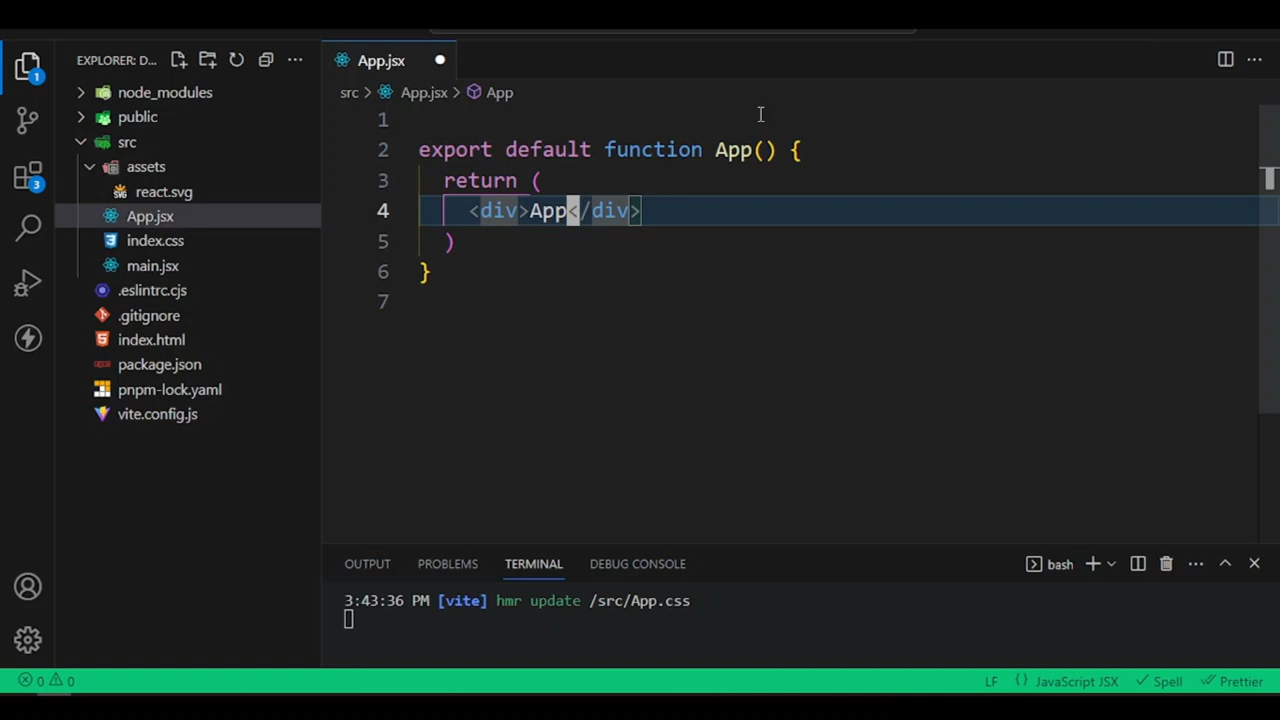 1
EXPLORER: D...
App.jsx
node_modules
src > App.jsx > App
public
src
assets
react.svg
App.jsx
index.css
main.jsx
.eslintrc.cjs
.gitignore
index.html
package.json
pnpm-lock.yaml
vite.config.js
3
1
2 export default function App() {
3 return (
4 <div>App</div>
5 )
6 }
7
OUTPUT PROBLEMS TERMINAL DEBUG CONSOLE
bash
3:43:36 PM [vite] hmr update /src/App.css
0 0
LF {} JavaScript JSX Spell Prettier